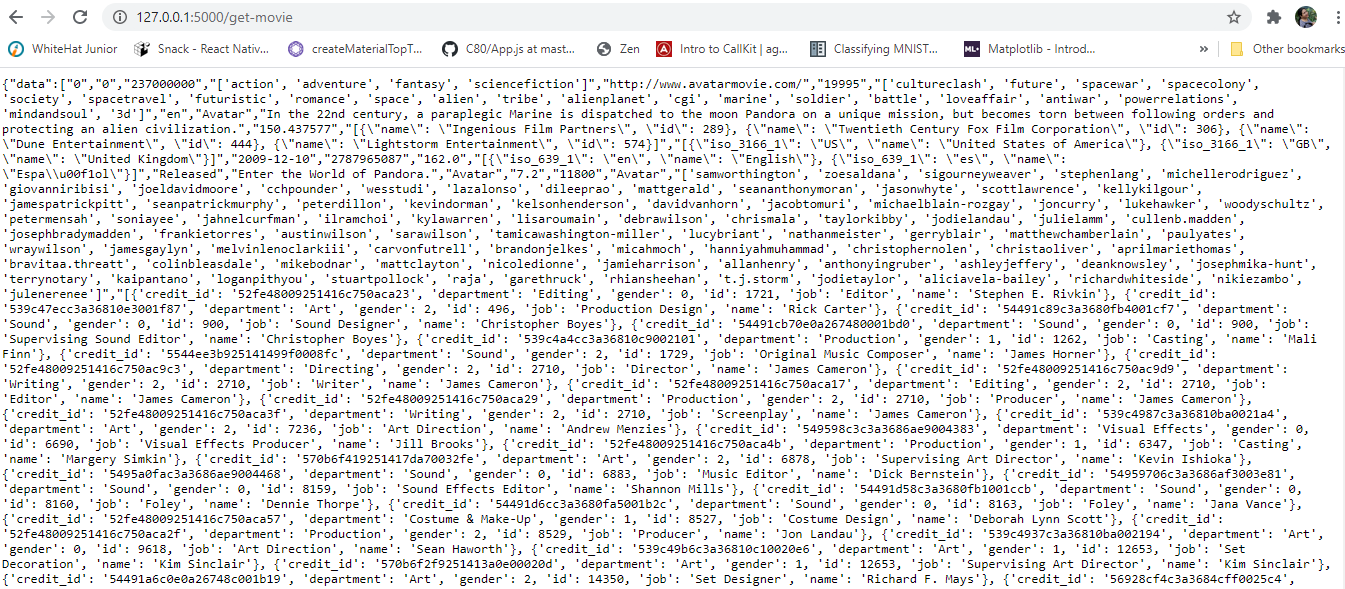 127.0.0.1:5000/get-movie
WhiteHat Junior Snack - React Nativ... createMaterialTopT... C80/App.js at mast... Zen Intro to CallKit | ag... Classifying MNIST... ML+ Matplotlib - Introd... » Other bookmarks
{"data":["0","0","237000000","['action', 'adventure', 'fantasy', 'sciencefiction']","http://www.avatarmovie.com/","19995","['cultureclash', 'future', 'spacewar', 'spacecolony',
'society', 'spacetravel', 'futuristic', 'romance', 'space', 'alien', 'tribe', 'alienplanet', 'cgi', 'marine', 'soldier', 'battle', 'loveaffair', 'antiwar', 'powerrelations',
'mindandsoul', '3d']","en","Avatar","In the 22nd century, a paraplegic Marine is dispatched to the moon Pandora on a unique mission, but becomes torn between following orders and
protecting an alien civilization.","150.437577","[{\"name\": \"Ingenious Film Partners\", \"id\": 289}, {\"name\": \"Twentieth Century Fox Film Corporation\", \"id\": 306}, {\"name\":
\"Dune Entertainment\", \"id\": 444}, {\"name\": \"Lightstorm Entertainment\", \"id\": 574}]","[{\"iso_3166_1\": \"US\", \"name\": \"United States of America\"}, {\"iso_3166_1\": \"GB\",
\"name\": \"United Kingdom\"}]","2009-12-10","2787965087","162.0","[{\"iso_639_1\": \"en\", \"name\": \"English\"}, {\"iso_639_1\": \"es\", \"name\":
\"Espa\\u00f1ol\"}]","Released","Enter the World of Pandora.","Avatar","7.2","11800","Avatar","['samworthington', 'zoesaldana', 'sigourneyweaver', 'stephenlang', 'michellerodriguez',
'giovanniribisi', 'joeldavidmoore', 'cchpounder', 'wesstudi', 'lazalonso', 'dileeprao', 'mattgerald', 'seananthonymoran', 'jasonwhyte', 'scottlawrence', 'kellykilgour',
'jamespatrickpitt', 'seanpatrickmurphy', 'peterdillon', 'kevindorman', 'kelsonhenderson', 'davidvanhorn', 'jacobtomuri', 'michaelblain-rozgay', 'joncurry', 'lukehawker', 'woodyschultz',
'petermensah', 'soniayee', 'jahnelcurfman', 'ilramchoi', 'kylawarren', 'lisaroumain', 'debrawilson', 'chrismala', 'taylorkibby', 'jodielandau', 'julielamm', 'cullenb.madden',
'josephbradymadden', 'frankietorres', 'austinwilson', 'sarawilson', 'tamicawashington-miller', 'lucybriant', 'nathanmeister', 'gerryblair', 'matthewchamberlain', 'paulyates',
'wraywilson', 'jamesgaylyn', 'melvinlenoclarkiii', 'carvonfutrell', 'brandonjelkes', 'micahmoch', 'hanniyahmuhammad', 'christophernolen', 'christaoliver', 'aprilmariethomas',
'bravitaa.threatt', 'colinbleasdale', 'mikebodnar', 'mattclayton', 'nicoledionne', 'jamieharrison', 'allanhenry', 'anthonyingruber', 'ashleyjeffery', 'deanknowsley', 'josephmika-hunt',
'terrynotary', 'kaipantano', 'loganpithyou', 'stuartpollock', 'raja', 'garethruck', 'rhiansheehan', 't.j.storm', 'jodietaylor', 'aliciavela-bailey', 'richardwhiteside', 'nikiezambo',
'julenerenee']","[{'credit_id': '52fe48009251416c750aca23', 'department': 'Editing', 'gender': 0, 'id': 1721, 'job': 'Editor', 'name': 'Stephen E. Rivkin'}, {'credit_id':
'539c47ecc3a36810e3001f87', 'department': 'Art', 'gender': 2, 'id': 496, 'job': 'Production Design', 'name': 'Rick Carter'}, {'credit_id': '54491c89c3a3680fb4001cf7', 'department':
'Sound', 'gender': 0, 'id': 900, 'job': 'Sound Designer', 'name': 'Christopher Boyes'}, {'credit_id': '54491cb70e0a267480001bd0', 'department': 'Sound', 'gender': 0, 'id': 900, 'job':
'Supervising Sound Editor', 'name': 'Christopher Boyes'}, {'credit_id': '539c4a4cc3a36810c9002101', 'department': 'Production', 'gender': 1, 'id': 1262, 'job': 'Casting', 'name': 'Mali
Finn'}, {'credit_id': '5544ee3b925141499f0008fc', 'department': 'Sound', 'gender': 2, 'id': 1729, 'job': 'Original Music Composer', 'name': 'James Horner'}, {'credit_id':
'52fe48009251416c750ac9c3', 'department': 'Directing', 'gender': 2, 'id': 2710, 'job': 'Director', 'name': 'James Cameron'}, {'credit_id': '52fe48009251416c750ac9d9', 'department':
'Writing', 'gender': 2, 'id': 2710, 'job': 'Writer', 'name': 'James Cameron'}, {'credit_id': '52fe48009251416c750aca17', 'department': 'Editing', 'gender': 2, 'id': 2710, 'job':
'Editor', 'name': 'James Cameron'}, {'credit_id': '52fe48009251416c750aca29', 'department': 'Production', 'gender': 2, 'id': 2710, 'job': 'Producer', 'name': 'James Cameron'},
{'credit_id': '52fe48009251416c750aca3f', 'department': 'Writing', 'gender': 2, 'id': 2710, 'job': 'Screenplay', 'name': 'James Cameron'}, {'credit_id': '539c4987c3a36810ba0021a4',
'department': 'Art', 'gender': 2, 'id': 7236, 'job': 'Art Direction', 'name': 'Andrew Menzies'}, {'credit_id': '549598c3c3a3686ae9004383', 'department': 'Visual Effects', 'gender': 0,
'id': 6690, 'job': 'Visual Effects Producer', 'name': 'Jill Brooks'}, {'credit_id': '52fe48009251416c750aca4b', 'department': 'Production', 'gender': 1, 'id': 6347, 'job': 'Casting',
'name': 'Margery Simkin'}, {'credit_id': '570b6f419251417da70032fe', 'department': 'Art', 'gender': 2, 'id': 6878, 'job': 'Supervising Art Director', 'name': 'Kevin Ishioka'},
{'credit_id': '5495a0fac3a3686ae9004468', 'department': 'Sound', 'gender': 0, 'id': 6883, 'job': 'Music Editor', 'name': 'Dick Bernstein'}, {'credit_id': '54959706c3a3686af3003e81',
'department': 'Sound', 'gender': 0, 'id': 8159, 'job': 'Sound Effects Editor', 'name': 'Shannon Mills'}, {'credit_id': '54491d58c3a3680fb1001ccb', 'department': 'Sound', 'gender': 0,
'id': 8160, 'job': 'Foley', 'name': 'Dennie Thorpe'}, {'credit_id': '54491d6cc3a3680fa5001b2c', 'department': 'Sound', 'gender': 0, 'id': 8163, 'job': 'Foley', 'name': 'Jana Vance'},
{'credit_id': '52fe48009251416c750aca57', 'department': 'Costume & Make-Up', 'gender': 1, 'id': 8527, 'job': 'Costume Design', 'name': 'Deborah Lynn Scott'}, {'credit_id':
'52fe48009251416c750aca2f', 'department': 'Production', 'gender': 2, 'id': 8529, 'job': 'Producer', 'name': 'Jon Landau'}, {'credit_id': '539c4937c3a36810ba002194', 'department': 'Art',
'gender': 0, 'id': 9618, 'job': 'Art Direction', 'name': 'Sean Haworth'}, {'credit_id': '539c49b6c3a36810c10020e6', 'department': 'Art', 'gender': 1, 'id': 12653, 'job': 'Set
Decoration', 'name': 'Kim Sinclair'}, {'credit_id': '570b6f2f9251413a0e00020d', 'department': 'Art', 'gender': 1, 'id': 12653, 'job': 'Supervising Art Director', 'name': 'Kim Sinclair'},
{'credit_id': '54491a6c0e0a26748c001b19', 'department': 'Art', 'gender': 2, 'id': 14350, 'job': 'Set Designer', 'name': 'Richard F. Mays'}, {'credit_id': '56928cf4c3a3684cff0025c4',